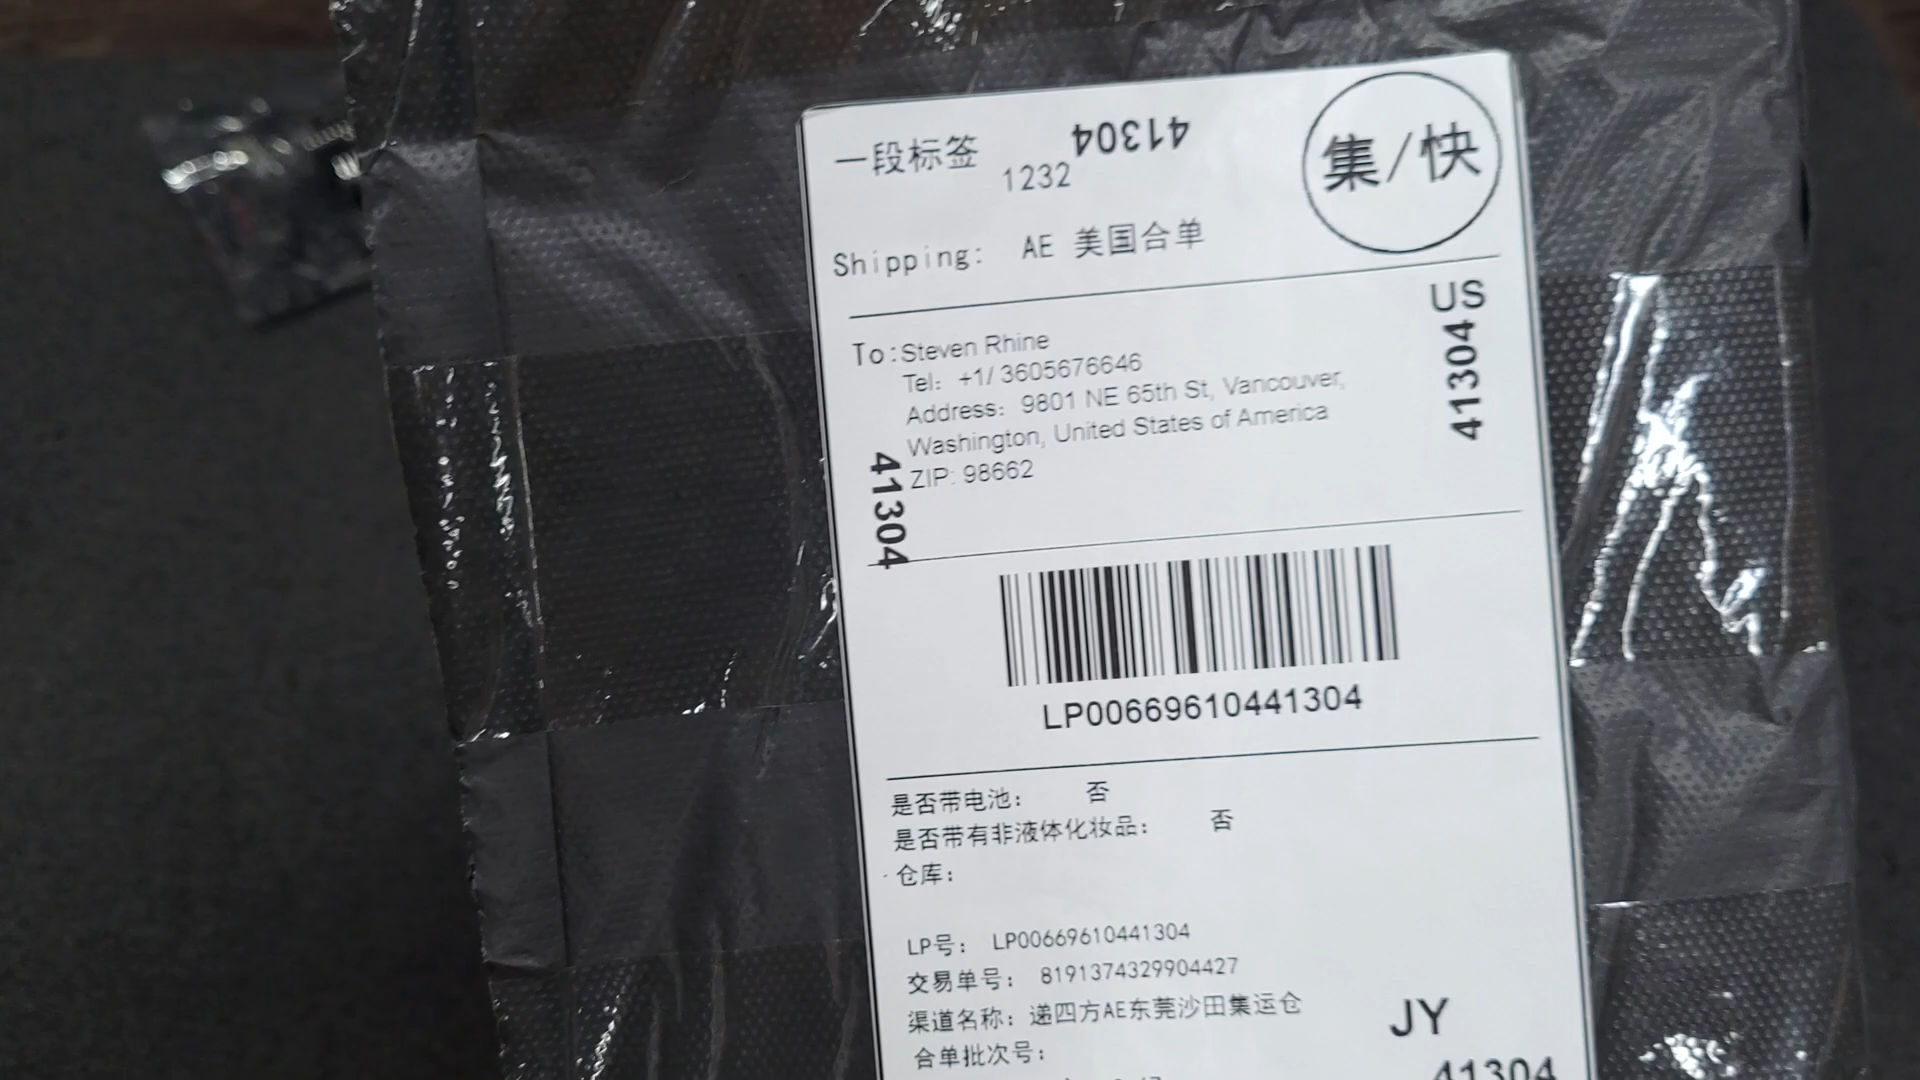 一段标签
1232
41304
集/快
Shipping: AE 美国合单
US
41304
To:Steven Rhine
Tel: +1/ 3605676646
Address: 9801 NE 65th St, Vancouver,
Washington, United States of America
ZIP: 98662
41304
LP00669610441304
是否带电池: 否
是否带有非液体化妆品: 否
仓库:
LP号: LP00669610441304
交易单号: 8191374329904427
渠道名称: 递四方AE东莞沙田集运仓
合单批次号:
JY
41304